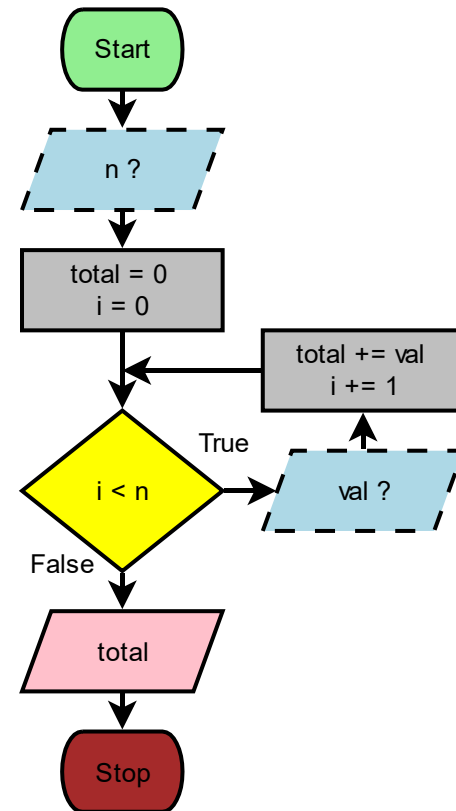 Start
n ?
total = 0
i = 0
total += val
i += 1
True
i < n
val ?
False
total
Stop